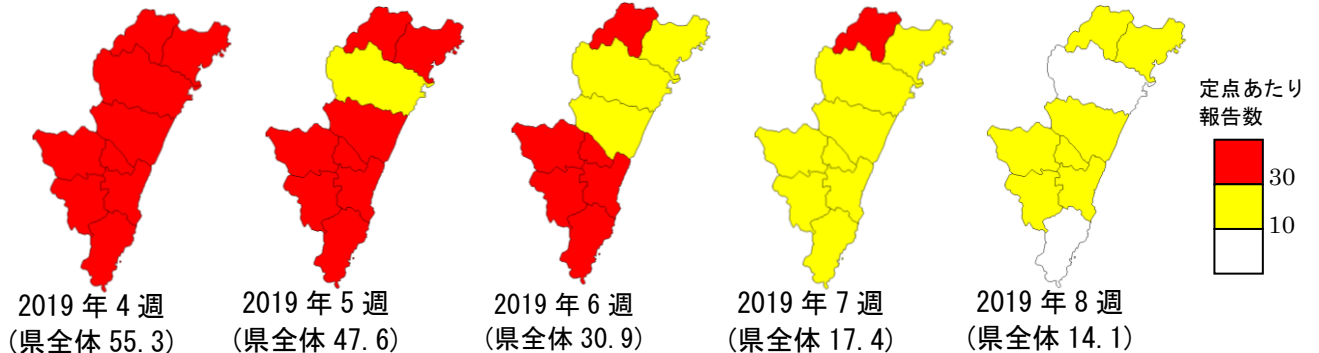 定点あたり
報告数
30
10
2019 年 4 週
(県全体 55.3)
2019 年 5 週
(県全体 47.6)
2019 年 6 週
(県全体 30.9)
2019 年 7 週
(県全体 17.4)
2019 年 8 週
(県全体 14.1)